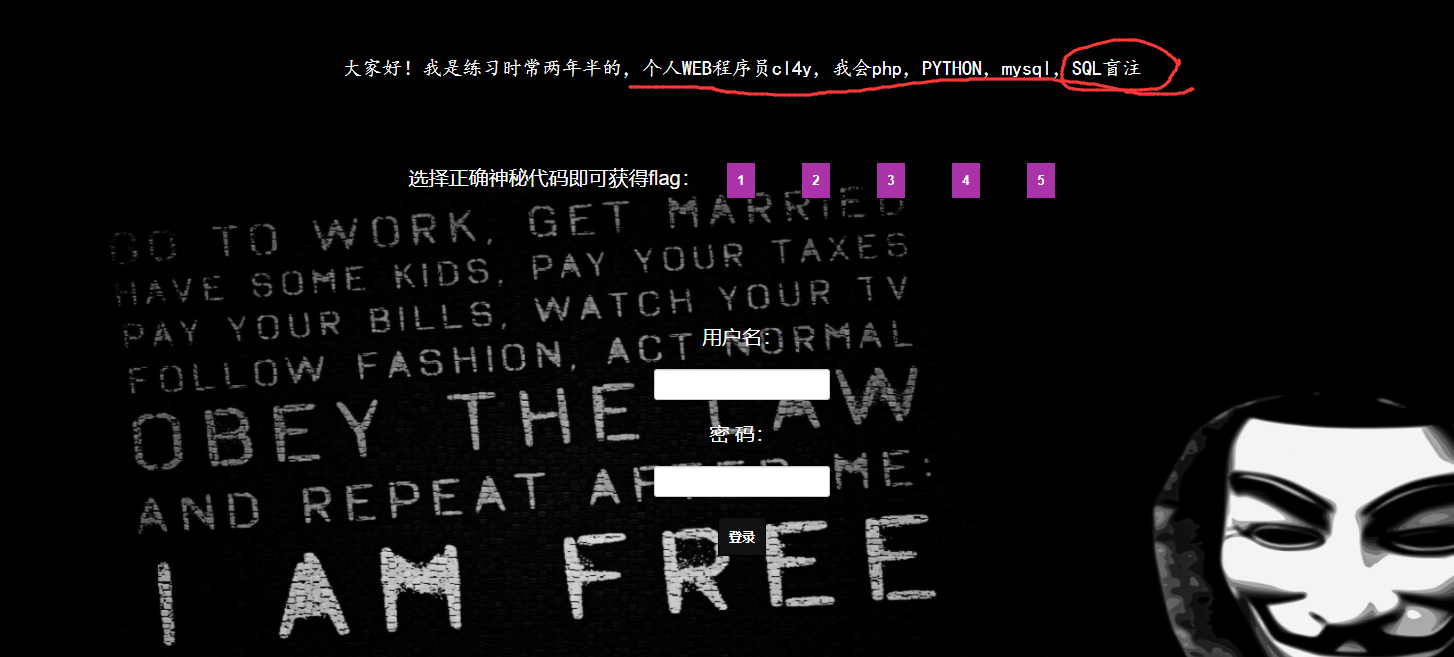 大家好！我是练习时常两年半的，个人WEB程序员cl4y，我会php，PYTHON，mysql，SQL盲注
选择正确神秘代码即可获得flag： 1 2 3 4 5
GO TO WORK, GET MARRIED
HAVE SOME KIDS, PAY YOUR TAXES
PAY YOUR BILLS, WATCH YOUR TV
用户名：
FOLLOW FASHION, ACT NORMAL
OBEY THE LAW
密 码：
AND REPEAT AFTER ME:
登录
I AM FREE